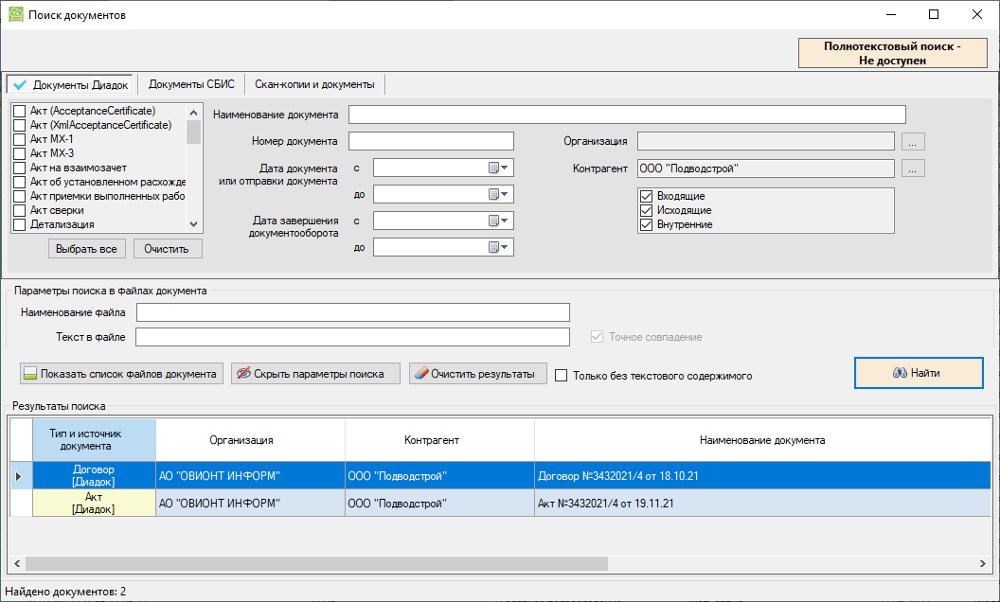 Поиск документов
Полнотекстовый поиск -
Не доступен
Документы Диадок
Документы СБИС
Скан-копии и документы
Акт (AcceptanceCertificate)
Акт (XmlAcceptanceCertificate)
Акт МХ-1
Акт МХ-3
Акт на взаимозачет
Акт об установленном расхожде
Акт приемки выполненных рабо
Акт сверки
Детализация
Выбрать все
Очистить
Наименование документа
Номер документа
Дата документа
или отправки документа
с
до
Дата завершения
документооборота
с
до
Организация
...
Контрагент
ООО "Подводстрой"
...
Входящие
Исходящие
Внутренние
Параметры поиска в файлах документа
Наименование файла
Текст в файле
Точное совпадение
Показать список файлов документа
Скрыть параметры поиска
Очистить результаты
Только без текстового содержимого
Найти
Результаты поиска
Тип и источник
документа
Организация
Контрагент
Наименование документа
Договор
[Диадок]
АО "ОВИОНТ ИНФОРМ"
ООО "Подводстрой"
Договор №3432021/4 от 18.10.21
Акт
[Диадок]
АО "ОВИОНТ ИНФОРМ"
ООО "Подводстрой"
Акт №3432021/4 от 19.11.21
Найдено документов: 2